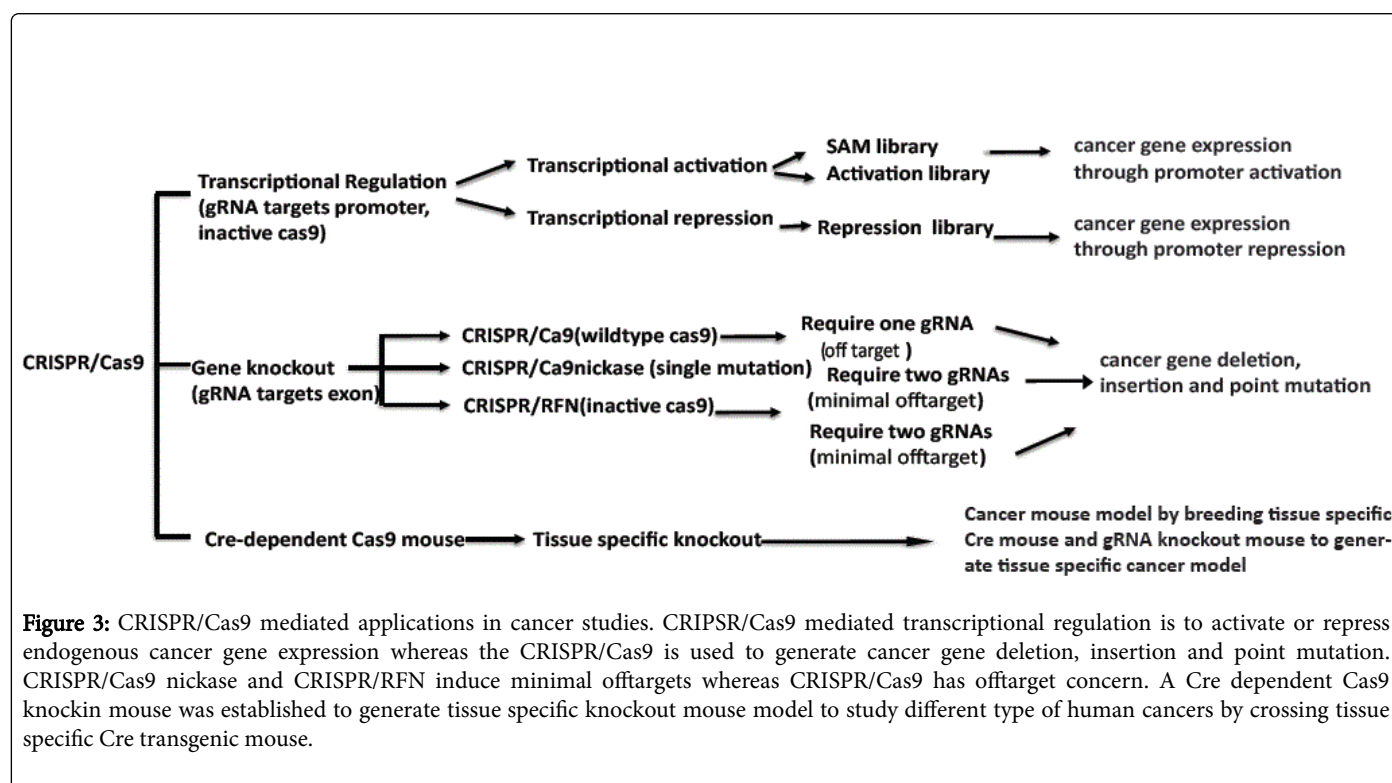 CRISPR/Cas9
Transcriptional Regulation
(gRNA targets promoter,
inactive cas9)
Transcriptional activation
SAM library
Activation library
cancer gene expression
through promoter activation
Transcriptional repression
Repression library
cancer gene expression
through promoter repression
Gene knockout
(gRNA targets exon)
CRISPR/Ca9(wildtype cas9)
CRISPR/Ca9nickase (single mutation)
CRISPR/RFN(inactive cas9)
Require one gRNA
(off target )
Require two gRNAs
(minimal offtarget)
Require two gRNAs
(minimal offtarget)
cancer gene deletion,
insertion and point mutation
Cre-dependent Cas9 mouse
Tissue specific knockout
Cancer mouse model by breeding tissue specific
Cre mouse and gRNA knockout mouse to gener-
ate tissue specific cancer model
Figure 3: CRISPR/Cas9 mediated applications in cancer studies. CRIPSR/Cas9 mediated transcriptional regulation is to activate or repress
endogenous cancer gene expression whereas the CRISPR/Cas9 is used to generate cancer gene deletion, insertion and point mutation.
CRISPR/Cas9 nickase and CRISPR/RFN induce minimal offtargets whereas CRISPR/Cas9 has offtarget concern. A Cre dependent Cas9
knockin mouse was established to generate tissue specific knockout mouse model to study different type of human cancers by crossing tissue
specific Cre transgenic mouse.